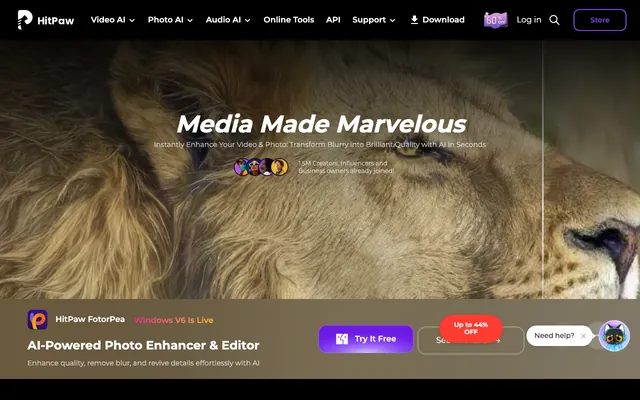 HitPaw
Video AI
Photo AI
Audio AI
Online Tools
API
Support
Download
Log in
Store
Media Made Marvelous
Instantly Enhance Your Video & Photo: Transform Blurry into Brilliant Quality with AI in Seconds
1.5M Creators, Influencers and
Business owners already joined!
HitPaw FotorPea
Windows V6 Is Live
AI-Powered Photo Enhancer & Editor
Enhance quality, remove blur, and revive details effortlessly with AI
Try It Free
Up to 44%
OFF
Need help?